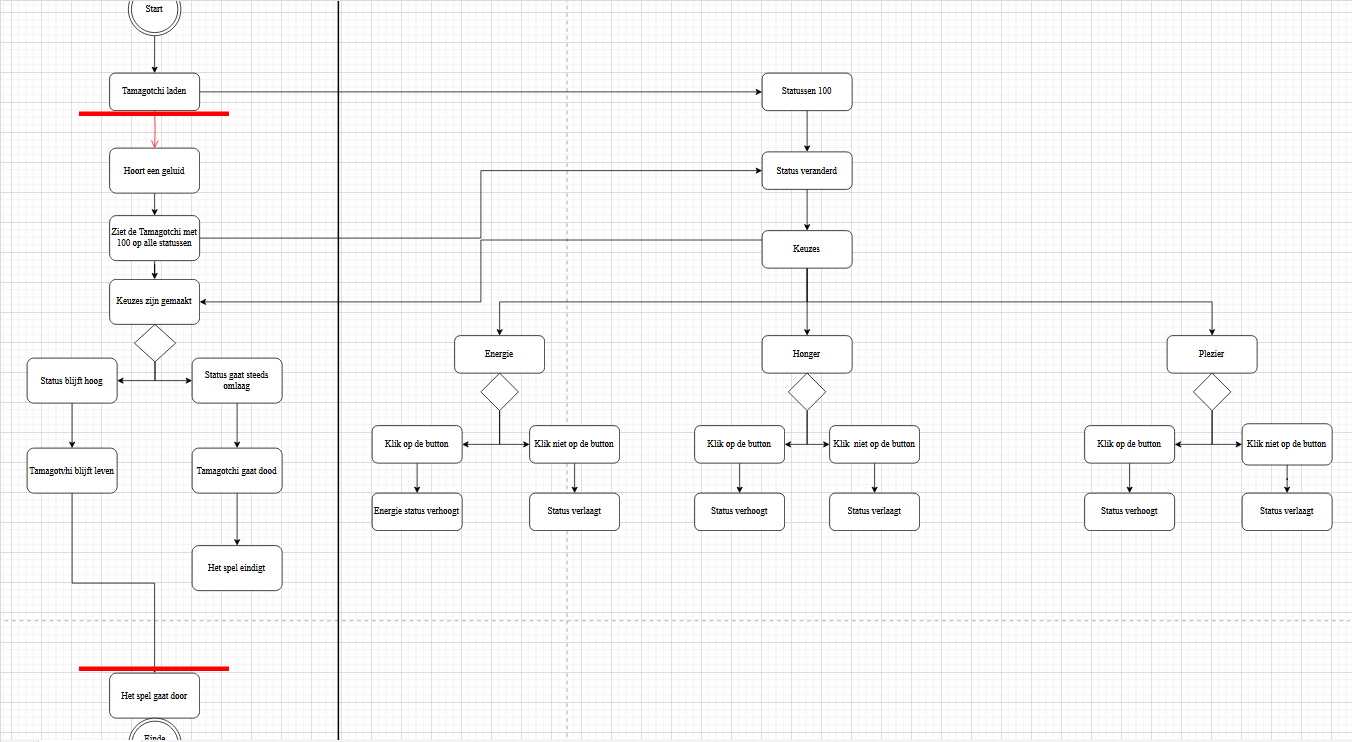 Start
Tamagotchi laden
Statussen 100
Hoort een geluid
Status veranderd
Ziet de Tamagotchi met
100 op alle statussen
Keuzes
Keuzes zijn gemaakt
Energie
Honger
Plezier
Status blijft hoog
Status gaat steeds
omlaag
Klik op de button
Klik niet op de button
Klik op de button
Klik niet op de button
Klik op de button
Klik niet op de button
Tamagotvhi blijft leven
Tamagotchi gaat dood
Energie status verhoogt
Status verlaagt
Status verhoogt
Status verlaagt
Status verhoogt
Status verlaagt
Het spel eindigt
Het spel gaat door
Einde